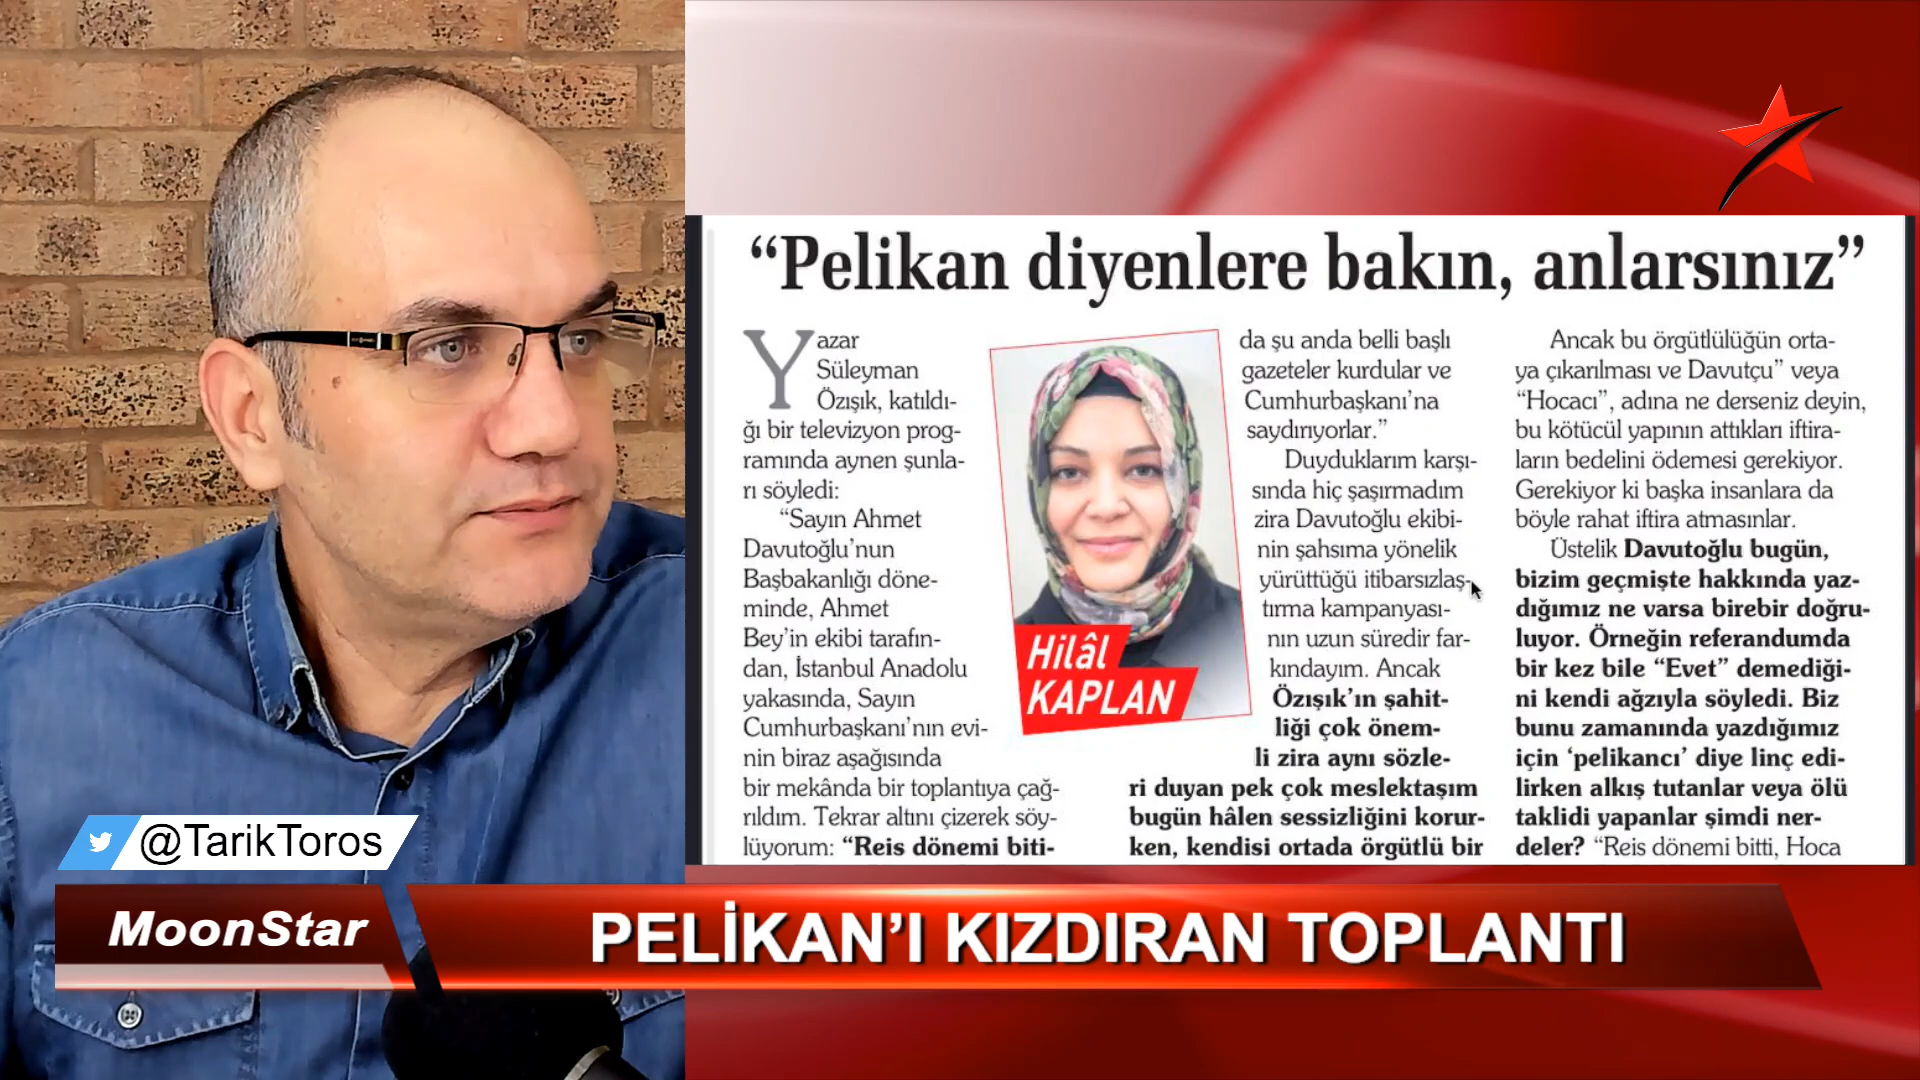 “Pelikan diyenlere bakın, anlarsınız”
Yazar
Süleyman
Özışık, katıldı-
ğı bir televizyon prog-
ramında aynen şunla-
rı söyledi:
“Sayın Ahmet
Davutoğlu’nun
Başbakanlığı döne-
minde, Ahmet
Bey’in ekibi tarafın-
dan, İstanbul Anadolu
yakasında, Sayın
Cumhurbaşkanı’nın evi-
nin biraz aşağısında
bir mekânda bir toplantıya çağ-
rıldım. Tekrar altını çizerek söy-
lüyorum: “Reis dönemi biti-
Hilâl
KAPLAN
da şu anda belli başlı
gazeteler kurdular ve
Cumhurbaşkanı’na
saydırıyorlar.”
Duyduklarım karşı-
sında hiç şaşırmadım
zira Davutoğlu ekibi-
nin şahsıma yönelik
yürüttüğü itibarsızlaş-
tırma kampanyası-
nın uzun süredir far-
kındayım. Ancak
Özışık’ın şahit-
liği çok önem-
li zira aynı sözle-
ri duyan pek çok meslektaşım
bugün hâlen sessizliğini korur-
ken, kendisi ortada örgütlü bir
Ancak bu örgütlülüğün orta-
ya çıkarılması ve Davutçu” veya
“Hocacı”, adına ne derseniz deyin,
bu kötücül yapının attıkları iftira-
ların bedelini ödemesi gerekiyor.
Gerekiyor ki başka insanlara da
böyle rahat iftira atmasınlar.
Üstelik Davutoğlu bugün,
bizim geçmişte hakkında yaz-
dığımız ne varsa birebir doğru-
luyor. Örneğin referandumda
bir kez bile “Evet” demediği-
ni kendi ağzıyla söyledi. Biz
bunu zamanında yazdığımız
için ‘pelikancı’ diye linç edi-
lirken alkış tutanlar veya ölü
taklidi yapanlar şimdi ner-
deler? “Reis dönemi bitti, Hoca
@TarikToros
MoonStar
PELİKAN’I KIZDIRAN TOPLANTI